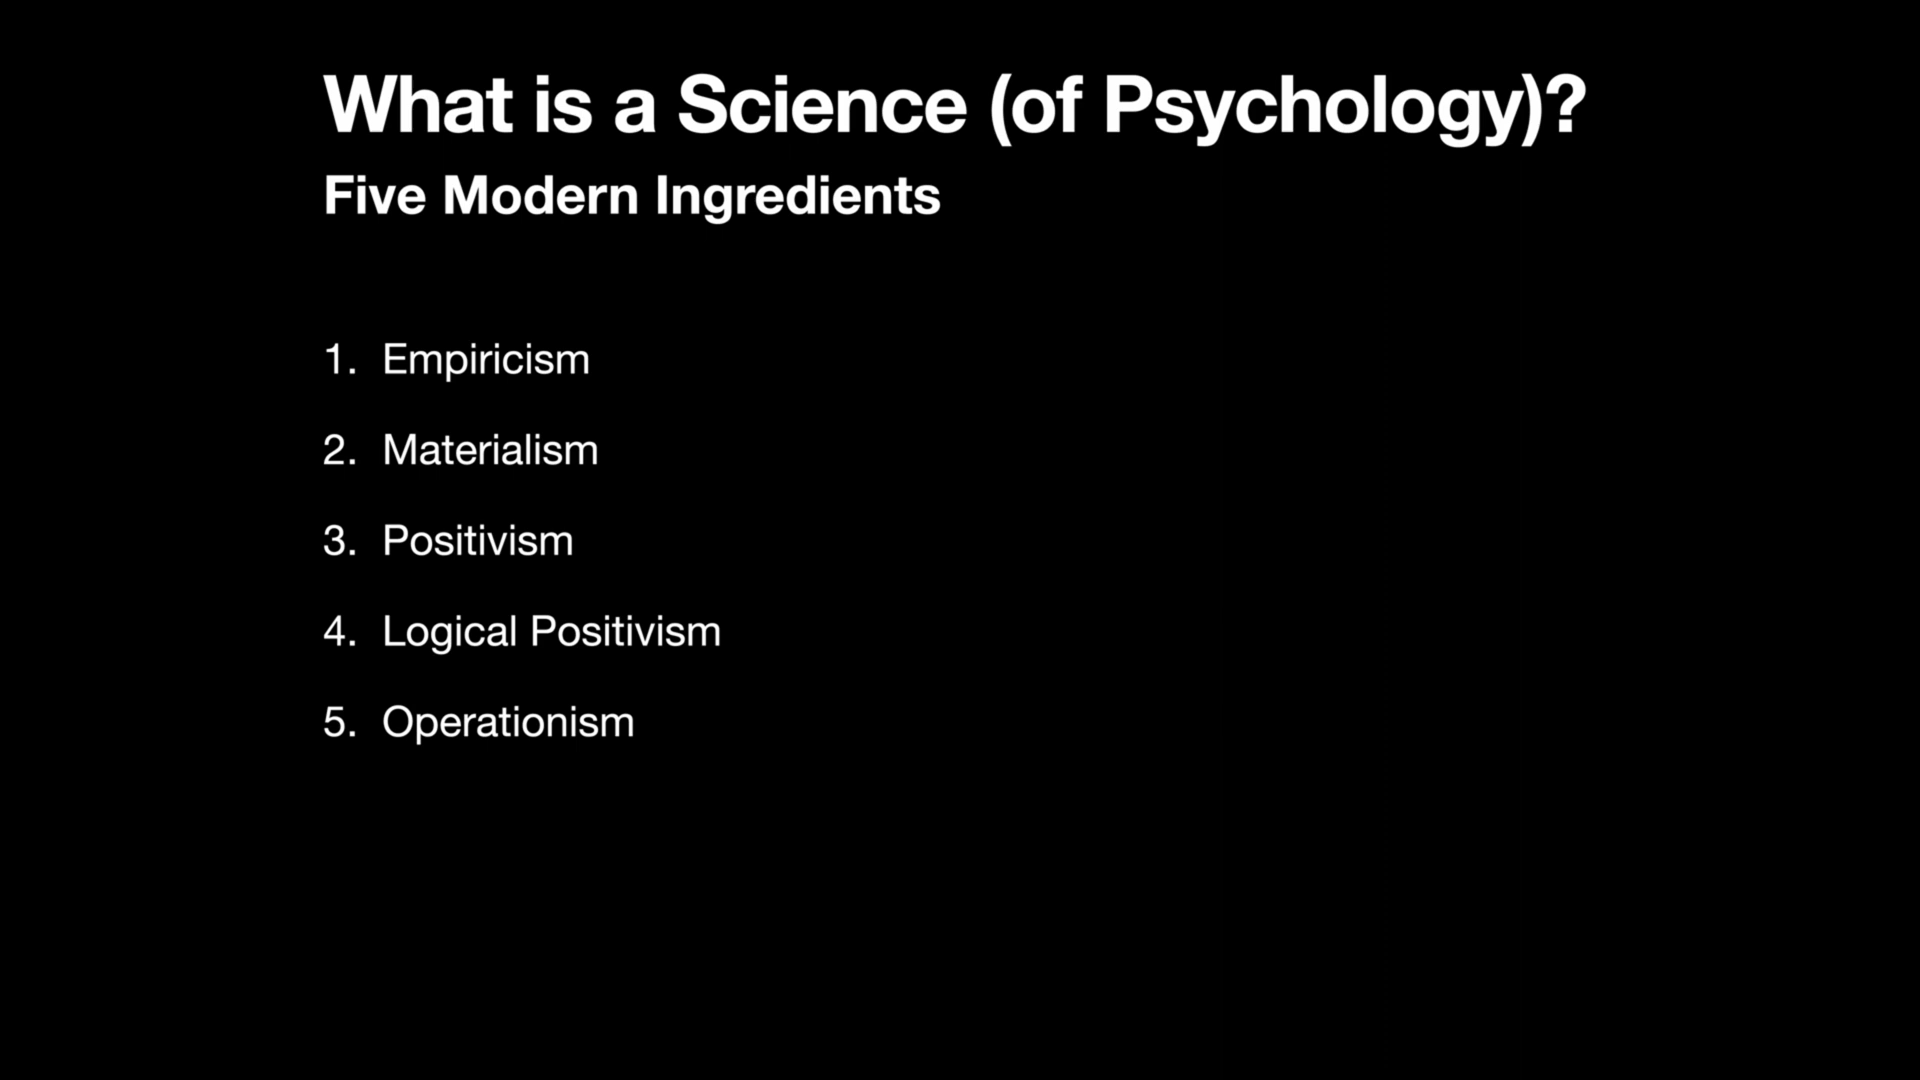 What is a Science (of Psychology)?
Five Modern Ingredients
1. Empiricism
2. Materialism
3. Positivism
4. Logical Positivism
5. Operationism